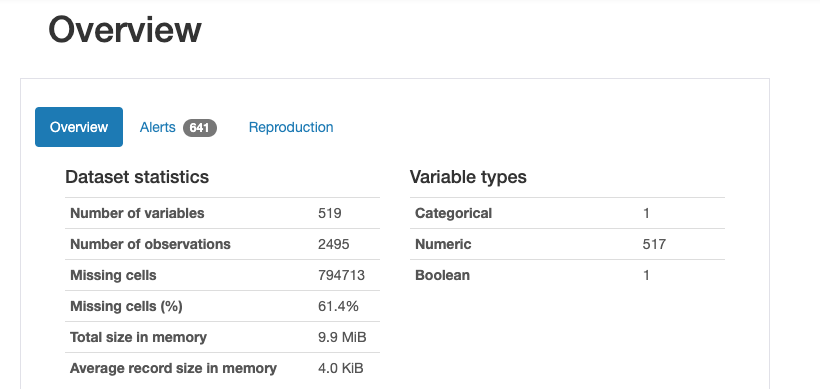 Overview
Overview Alerts 641 Reproduction
Dataset statistics
Number of variables 519
Number of observations 2495
Missing cells 794713
Missing cells (%) 61.4%
Total size in memory 9.9 MiB
Average record size in memory 4.0 KiB
Variable types
Categorical 1
Numeric 517
Boolean 1